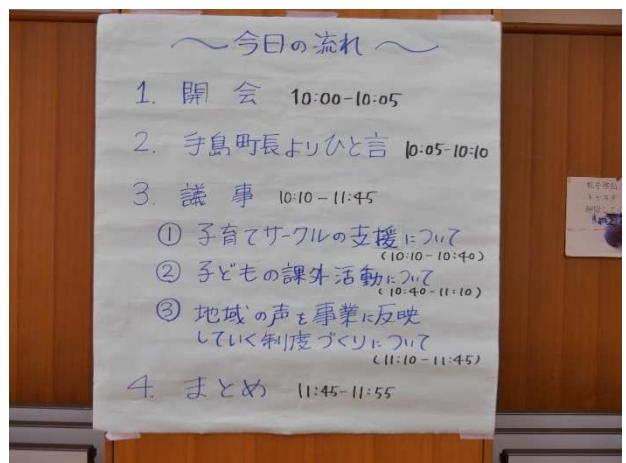 ～今日の流れ～
1. 開会 10:00-10:05
2. 手島町長よりひと言 10:05-10:10
3. 議事 10:10-11:45
① 子育てサークルの支援について
(10:10-10:40)
② 子どもの課外活動について
(10:40-11:10)
③ 地域の声を事業に反映
していく制度づくりについて
(11:10-11:45)
4. まとめ 11:45-11:55